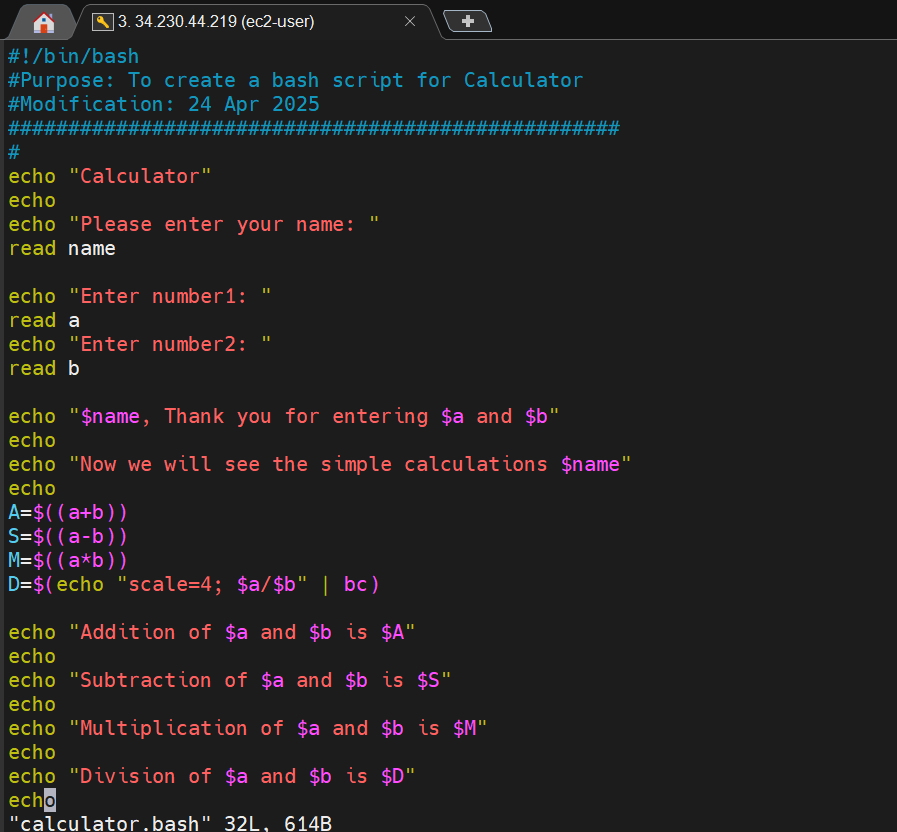 3. 34.230.44.219 (ec2-user)
#!/bin/bash
#Purpose: To create a bash script for Calculator
#Modification: 24 Apr 2025
###################################################
#
echo "Calculator"
echo
echo "Please enter your name: "
read name
echo "Enter number1: "
read a
echo "Enter number2: "
read b
echo "$name, Thank you for entering $a and $b"
echo
echo "Now we will see the simple calculations $name"
echo
A=$((a+b))
S=$((a-b))
M=$((a*b))
D=$(echo "scale=4; $a/$b" | bc)
echo "Addition of $a and $b is $A"
echo
echo "Subtraction of $a and $b is $S"
echo
echo "Multiplication of $a and $b is $M"
echo
echo "Division of $a and $b is $D"
echo
"calculator.bash" 32L, 614B